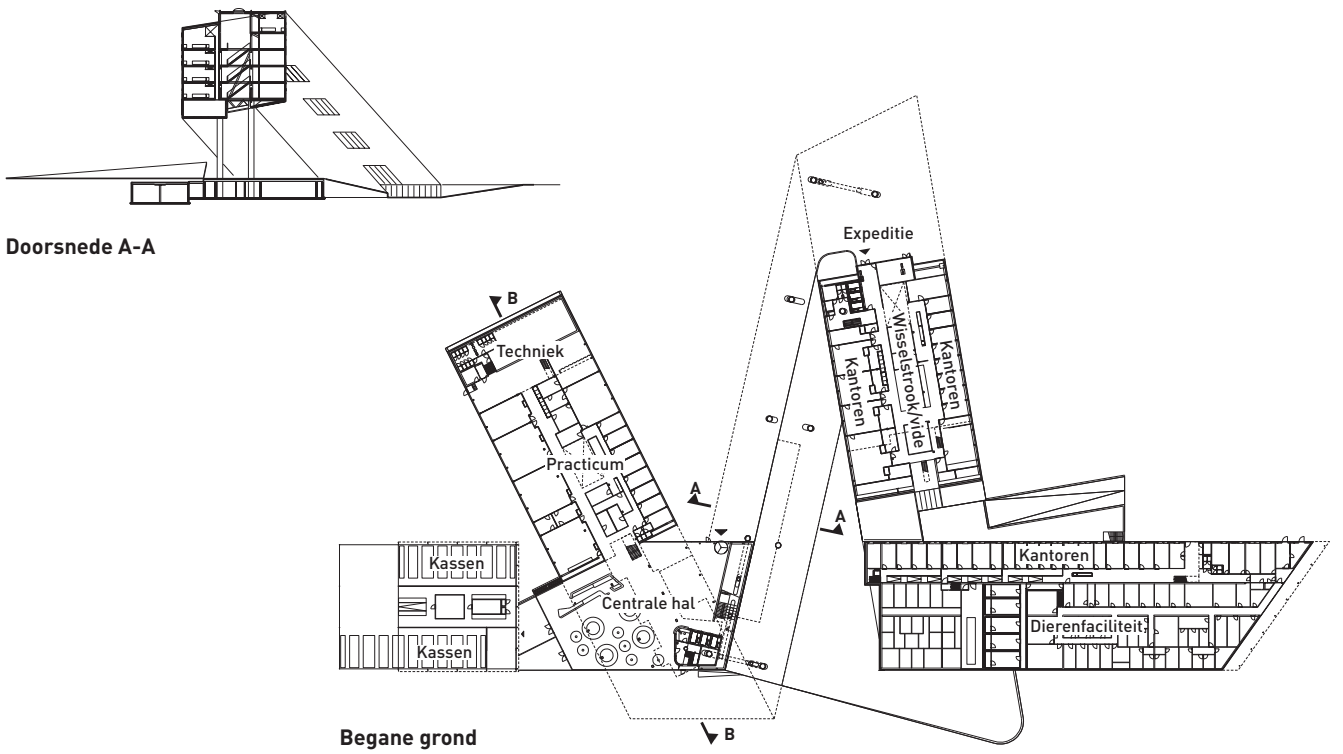 Doorsnede A-A
Expeditie
B
Techniek
Kantoren
Wisselstrook/vide
Kantoren
Practicum
A
A
Kassen
Kantoren
Centrale hal
Dierenfaciliteit
Kassen
B
Begane grond